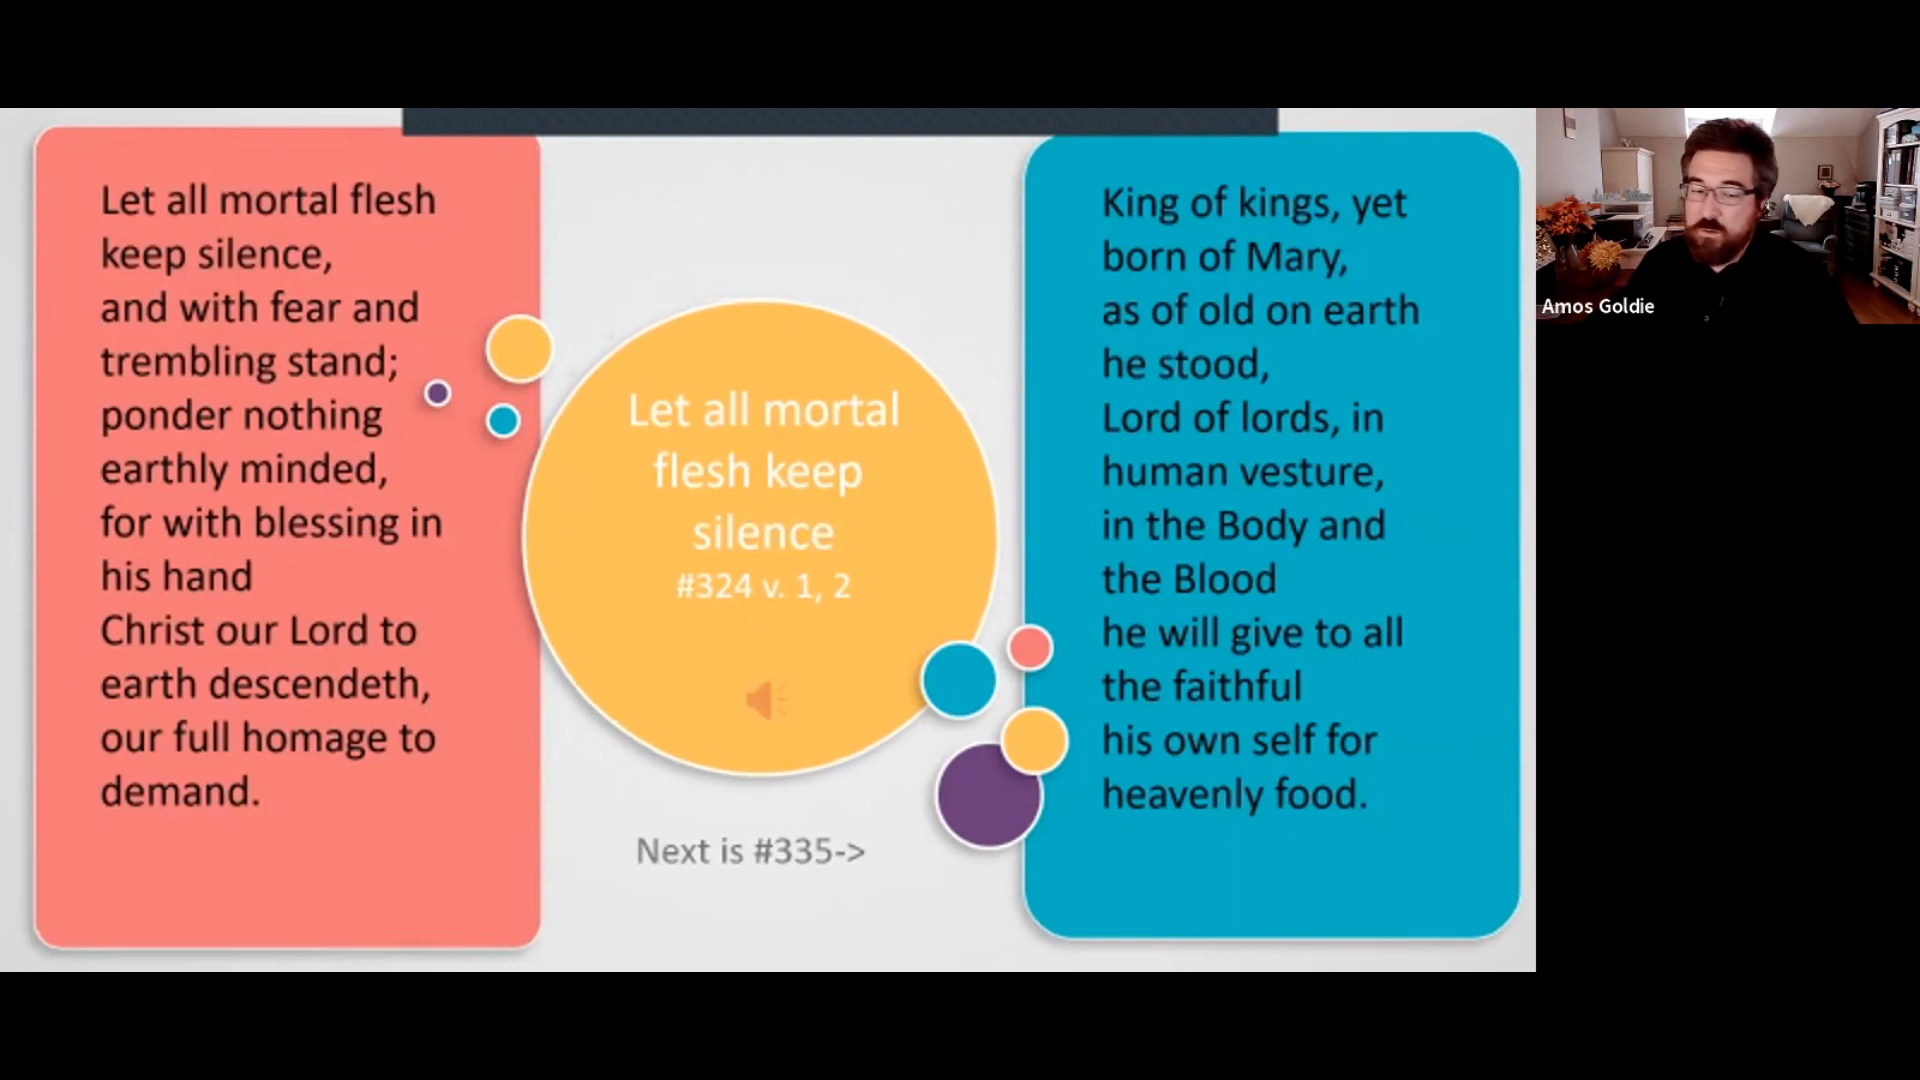 Let all mortal flesh
keep silence,
and with fear and
trembling stand;
ponder nothing
earthly minded,
for with blessing in
his hand
Christ our Lord to
earth descendeth,
our full homage to
demand.
Let all mortal
flesh keep
silence
#324 v. 1, 2
Next is #335->
King of kings, yet
born of Mary,
as of old on earth
he stood,
Lord of lords, in
human vesture,
in the Body and
the Blood
he will give to all
the faithful
his own self for
heavenly food.
Amos Goldie